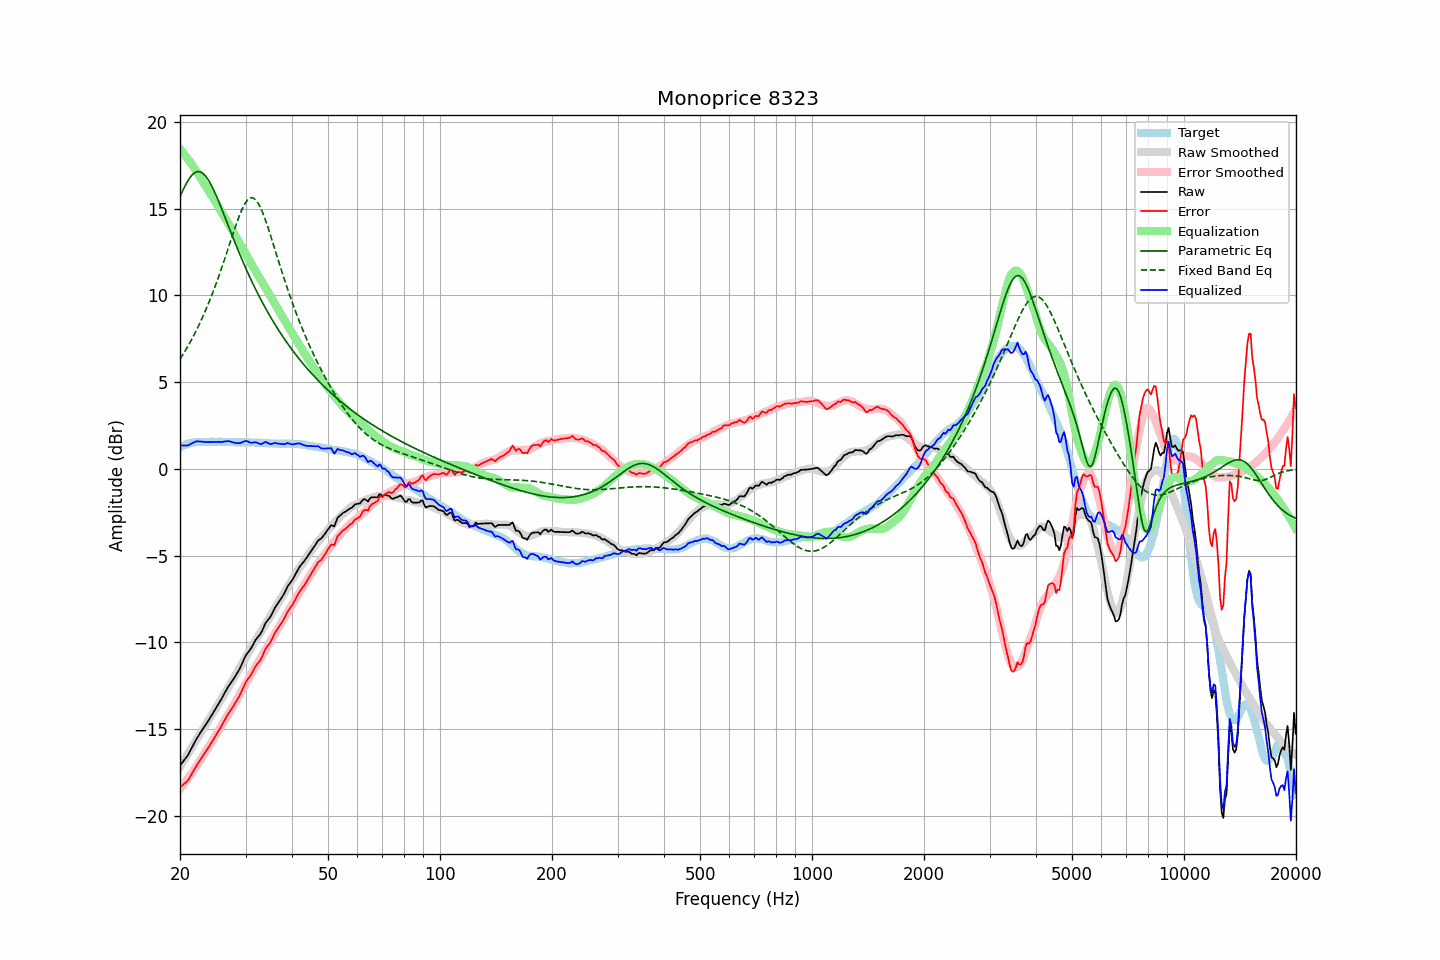 Monoprice 8323
Amplitude (dBr)
20
15
10
5
0
−5
−10
−15
−20
Target
Raw Smoothed
Error Smoothed
Raw
Error
Equalization
Parametric Eq
Fixed Band Eq
Equalized
20 50 100 200 500 1000 2000 5000 10000 20000
Frequency (Hz)